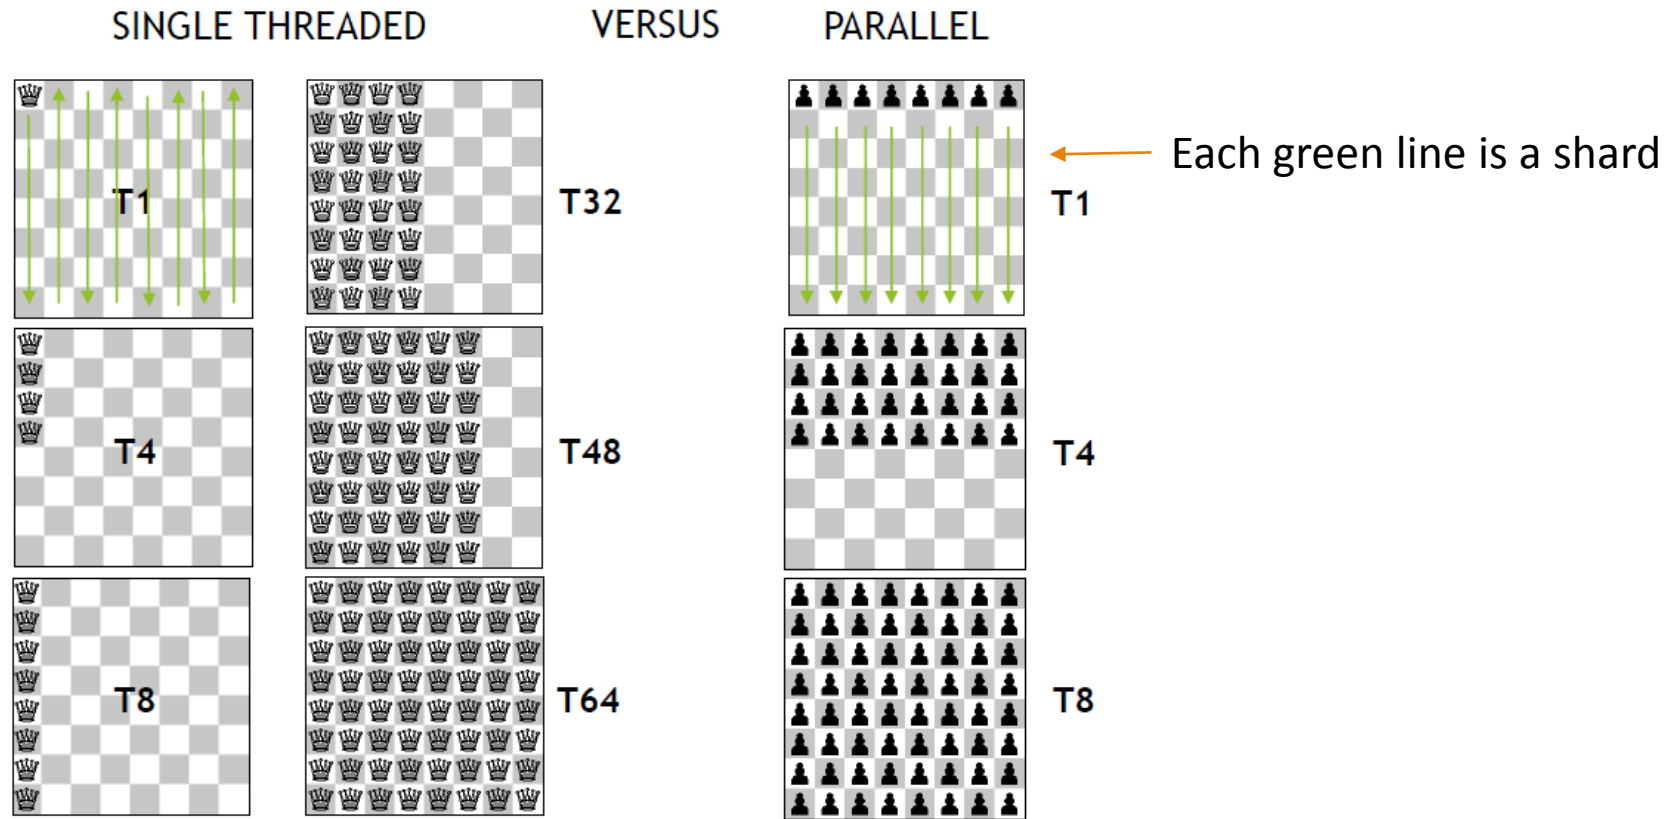 SINGLE THREADED VERSUS PARALLEL
Each green line is a shard
T1 T32 T1
T4 T48 T4
T8 T64 T8